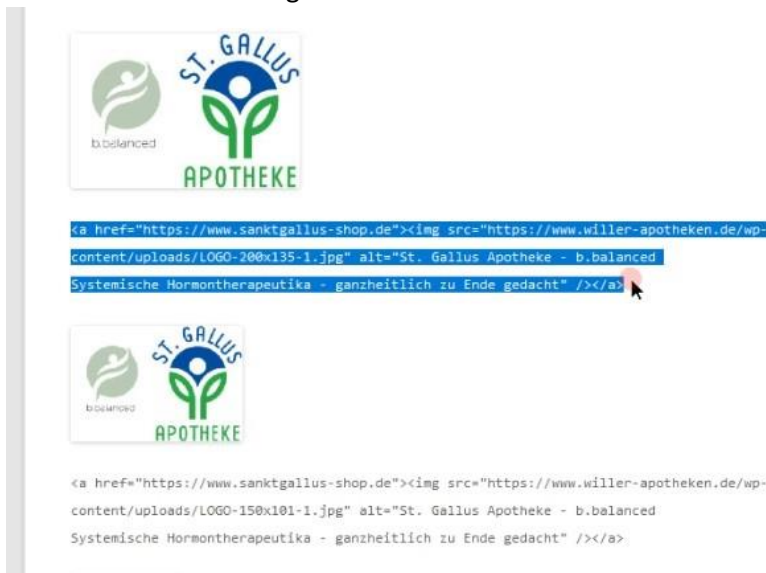 b.balanced
ST. GALLUS
APOTHEKE
<a href="https://www.sanktgallus-shop.de"><img src="https://www.willer-apotheken.de/wp-
content/uploads/LOGO-200x135-1.jpg" alt="St. Gallus Apotheke - b.balanced
Systemische Hormontherapeutika - ganzheitlich zu Ende gedacht" /></a>
b.balanced
ST. GALLUS
APOTHEKE
<a href="https://www.sanktgallus-shop.de"><img src="https://www.willer-apotheken.de/wp-
content/uploads/LOGO-150x101-1.jpg" alt="St. Gallus Apotheke - b.balanced
Systemische Hormontherapeutika - ganzheitlich zu Ende gedacht" /></a>